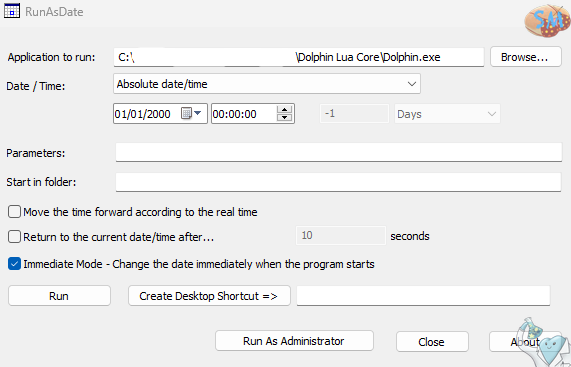 RunAsDate
Application to run: C:\ \Dolphin Lua Core\Dolphin.exe Browse...
Date / Time: Absolute date/time
01/01/2000 00:00:00 -1 Days
Parameters:
Start in folder:
Move the time forward according to the real time
Return to the current date/time after... 10 seconds
Immediate Mode - Change the date immediately when the program starts
Run Create Desktop Shortcut =>
Run As Administrator Close About